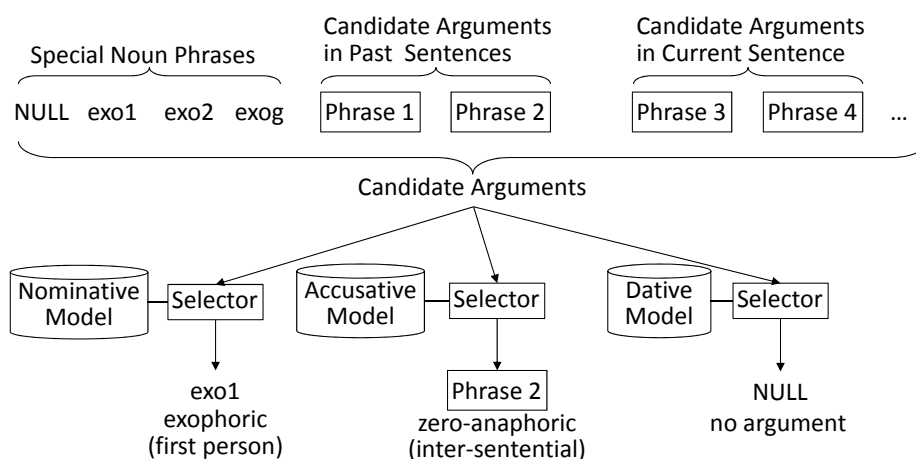 Special Noun Phrases
Candidate Arguments
in Past Sentences
Candidate Arguments
in Current Sentence
NULL exo1 exo2 exog Phrase 1 Phrase 2 Phrase 3 Phrase 4 ...
Candidate Arguments
Nominative
Model
Selector
Accusative
Model
Selector
Dative
Model
Selector
exo1
exophoric
(first person)
Phrase 2
zero-anaphoric
(inter-sentential)
NULL
no argument